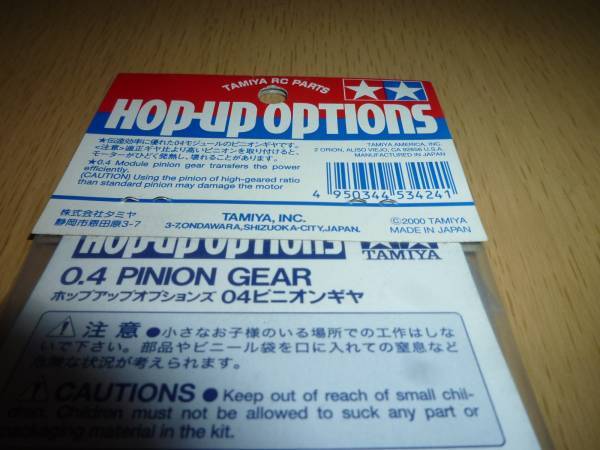 TAMIYA RC PARTS
HOP-UP OPTIONS
★伝達効率に優れた04モジュールのピニオンギヤです。
<注意>適正ギヤ比より高いピニオンを取り付けると、
モーターがひどく発熱し、壊れることがあります。
★0.4 Module pinion gear transfers the power
efficiently.
(CAUTION) Using the pinion of high-geared ratio
than standard pinion may damage the motor
TAMIYA AMERICA, INC.
2 ORION, ALISO VIEJO, CA 92656 U.S.A.
MANUFACTURED IN JAPAN
4 950344 534241
株式会社タミヤ
静岡市恩田原3-7
TAMIYA, INC.
3-7, ONDAWARA, SHIZUOKA-CITY, JAPAN.
©2000 TAMIYA
MADE IN JAPAN
HOP-UP OPTIONS
TAMIYA
0.4 PINION GEAR
ホップアップオプションズ 04ピニオンギヤ
注意 ●小さなお子様のいる場所での工作はしな
いで下さい。部品やビニール袋を口に入れての窒息など
危険な状況が考えられます。
CAUTIONS ● Keep out of reach of small chil-
dren. Children must not be allowed to suck any part or
packaging material in the kit.